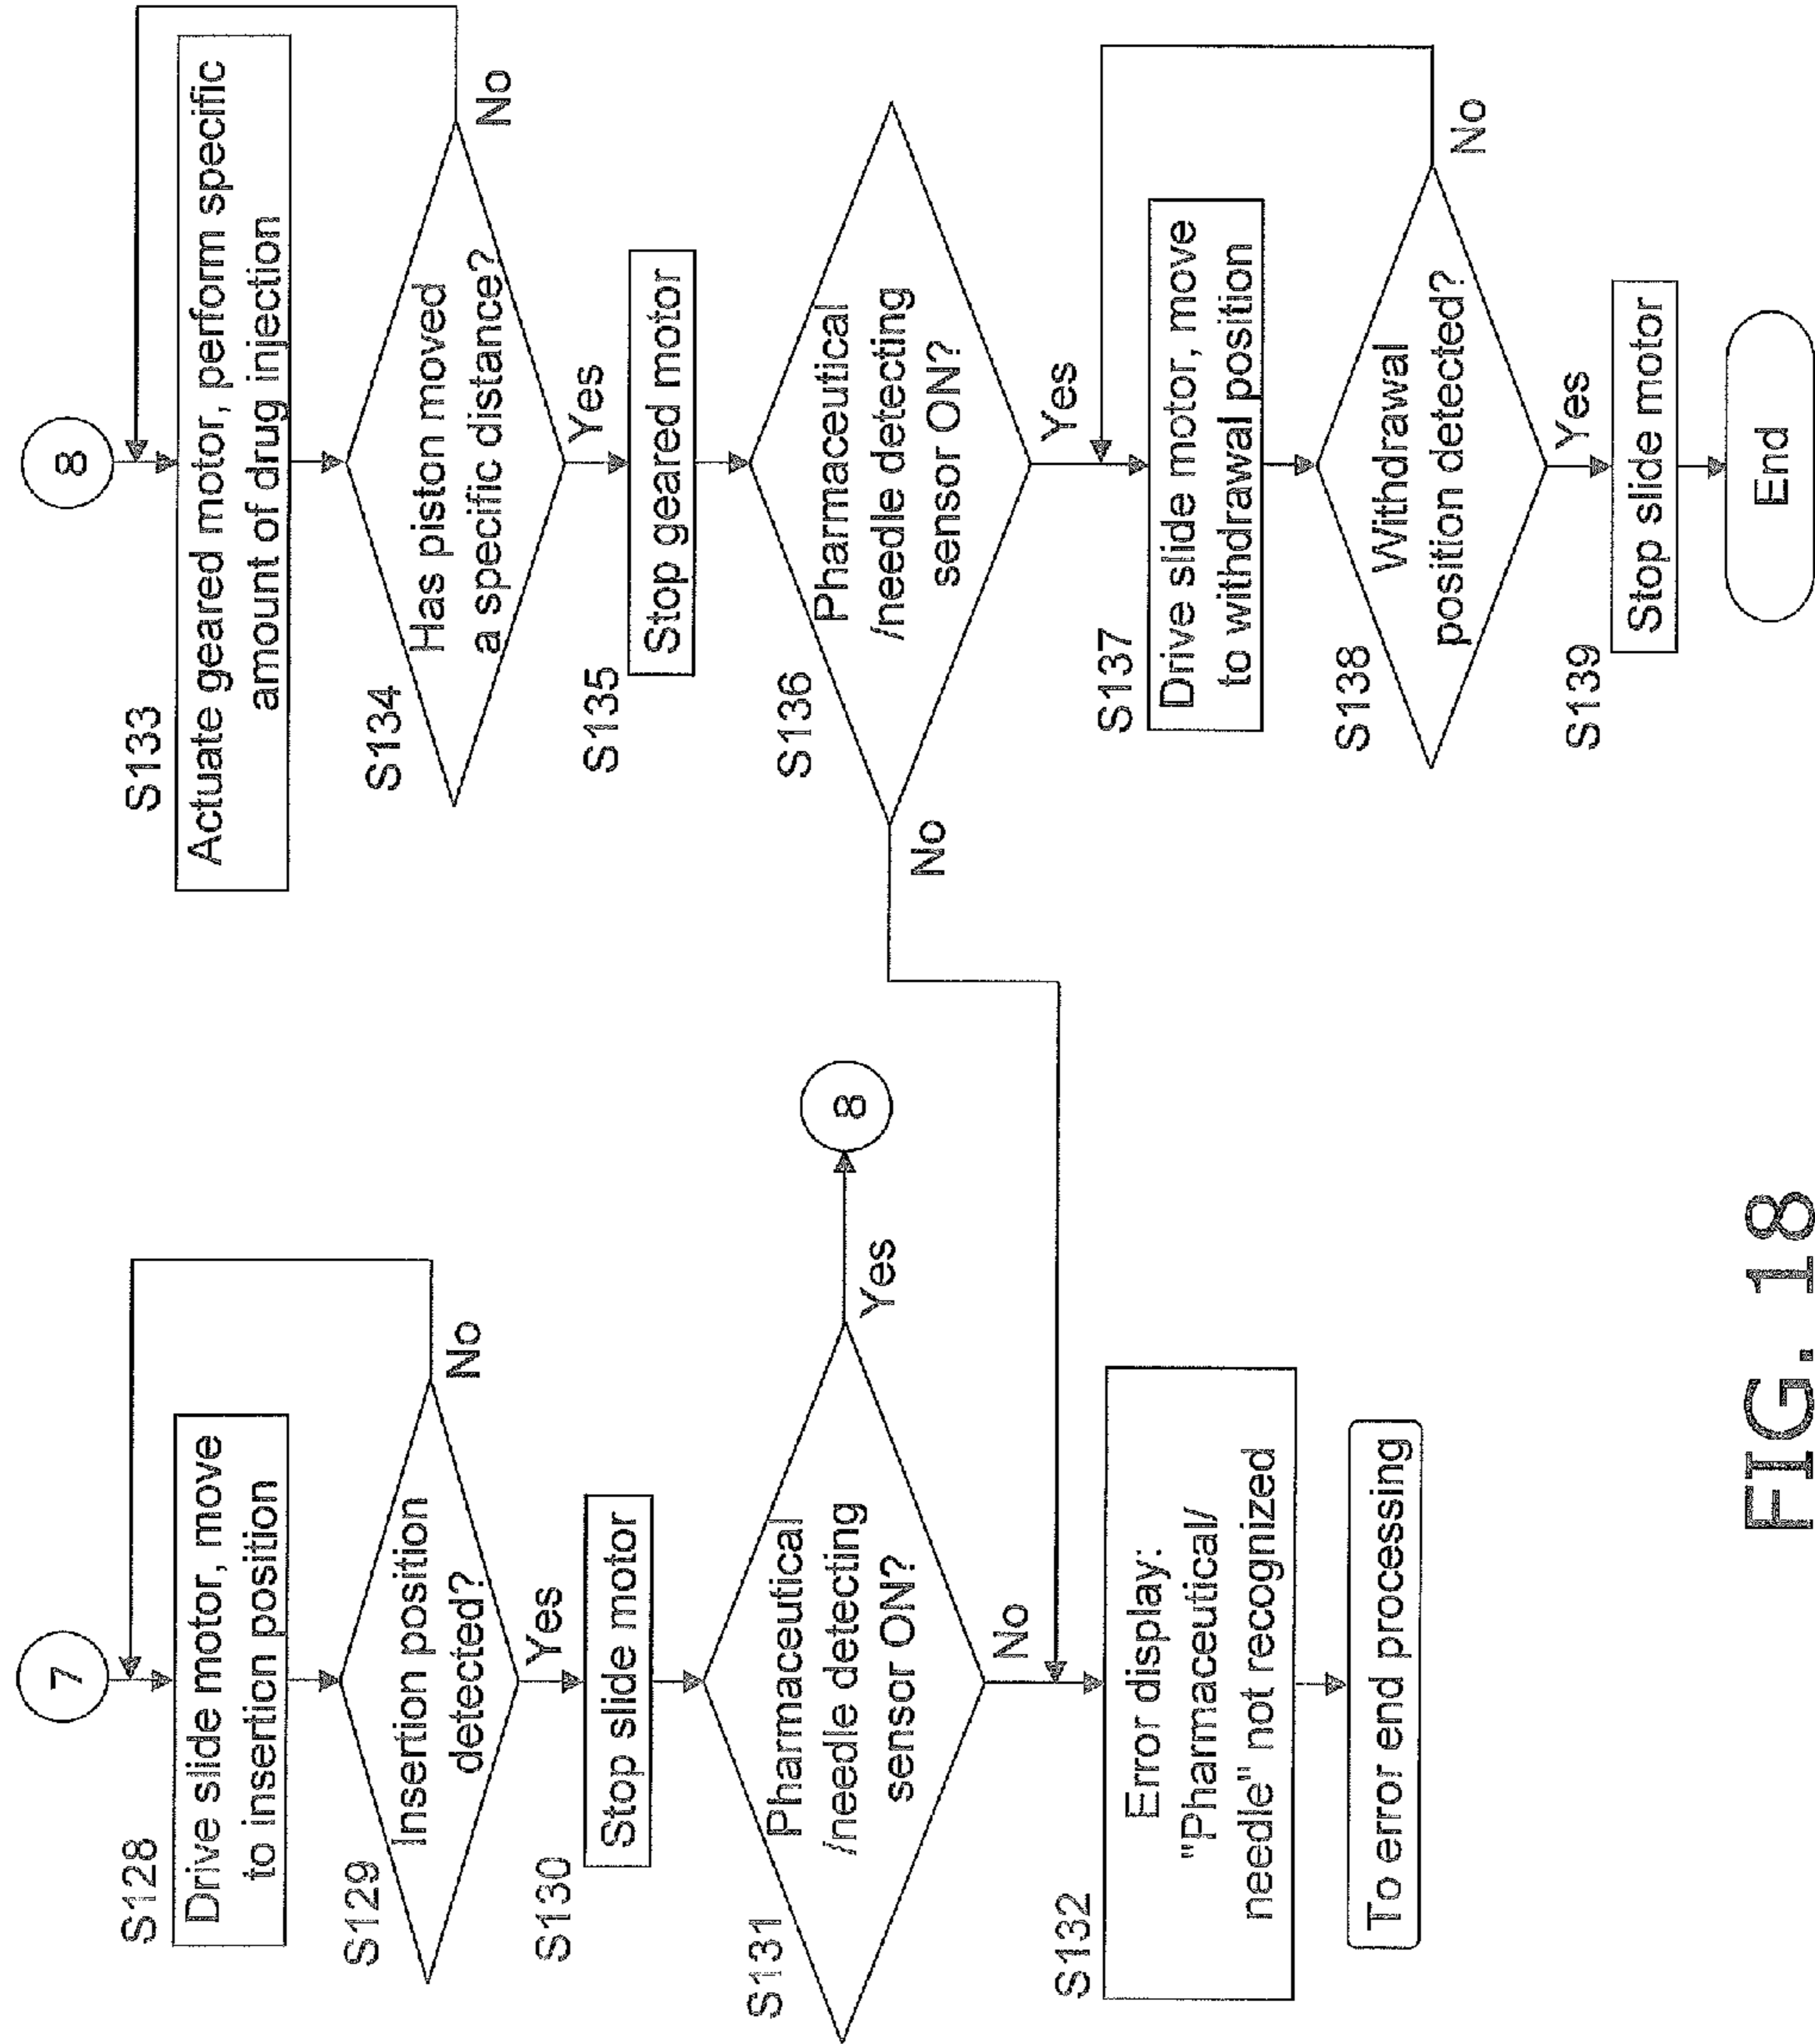 7
S128
Drive slide motor, move
to insertion position
S129
Insertion position
detected?
No
Yes
S130
Stop slide motor
S131
Pharmaceutical
/needle detecting
sensor ON?
Yes
8
No
S132
Error display:
"Pharmaceutical/
needle" not recognized
To error end processing
8
S133
Actuate geared motor, perform specific
amount of drug injection
S134
Has piston moved
a specific distance?
No
Yes
S135
Stop geared motor
S136
Pharmaceutical
/needle detecting
sensor ON?
No
Yes
S137
Drive slide motor, move
to withdrawal position
S138
Withdrawal
position detected?
No
Yes
S139
Stop slide motor
End
FIG. 18